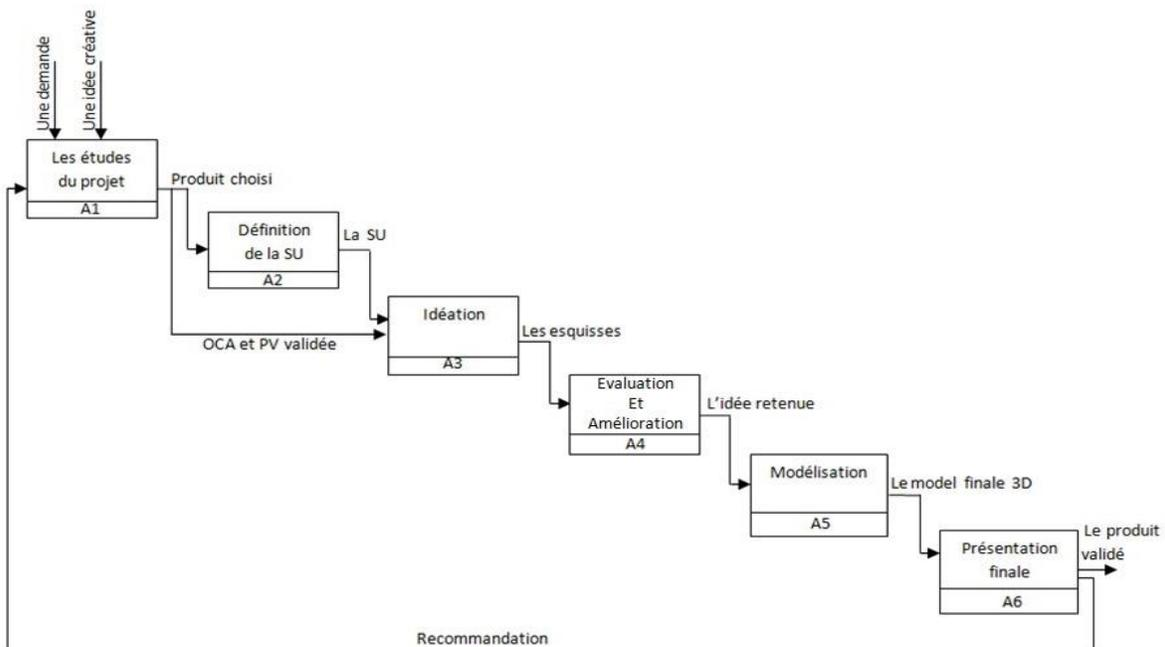 Une demande
Une idée créative
Les études
du projet
A1
Produit choisi
Définition
de la SU
A2
La SU
OCA et PV validée
Idéation
A3
Les esquisses
Evaluation
Et
Amélioration
A4
L'idée retenue
Modélisation
A5
Le model finale 3D
Présentation
finale
A6
Le produit
validé
Recommandation